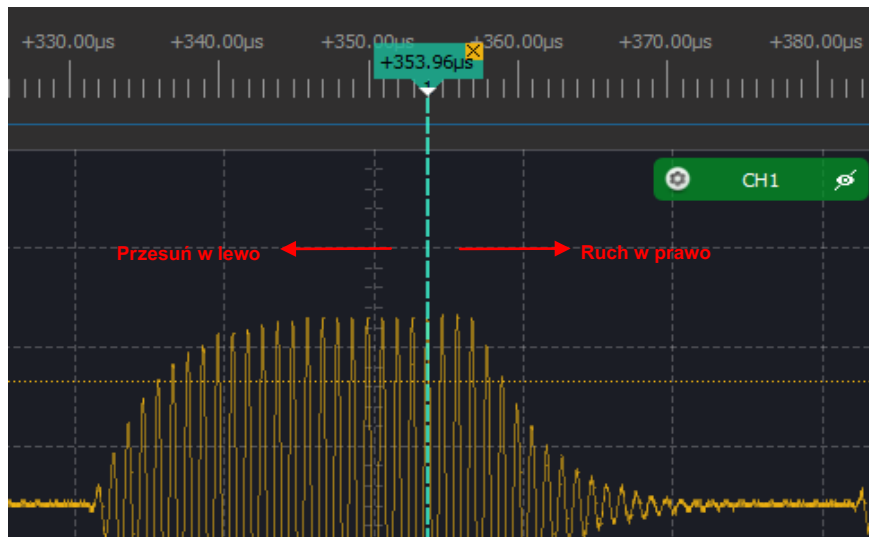 +330.00µs +340.00µs +350.00µs +360.00µs +370.00µs +380.00µs
+353.96µs
1
CH1
Przesuń w lewo Ruch w prawo